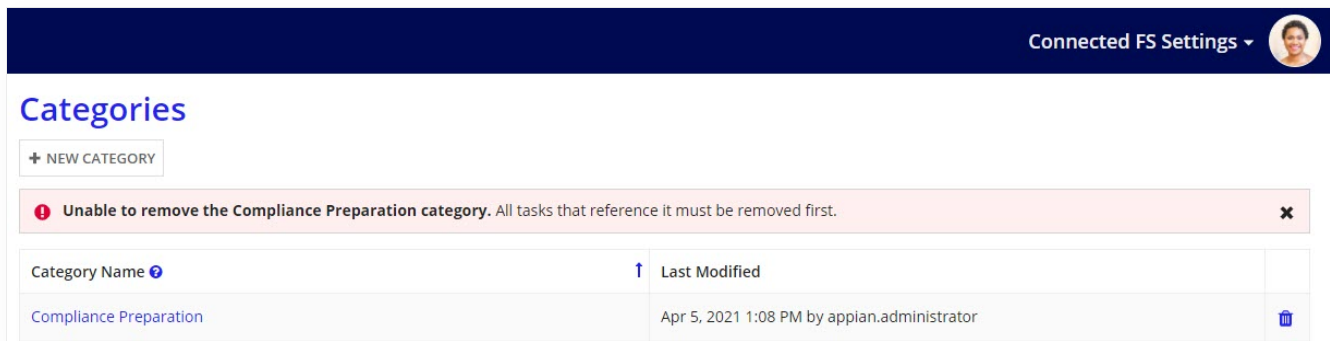 Connected FS Settings
Categories
+ NEW CATEGORY
Unable to remove the Compliance Preparation category. All tasks that reference it must be removed first.
Category Name Last Modified
Compliance Preparation Apr 5, 2021 1:08 PM by appian.administrator